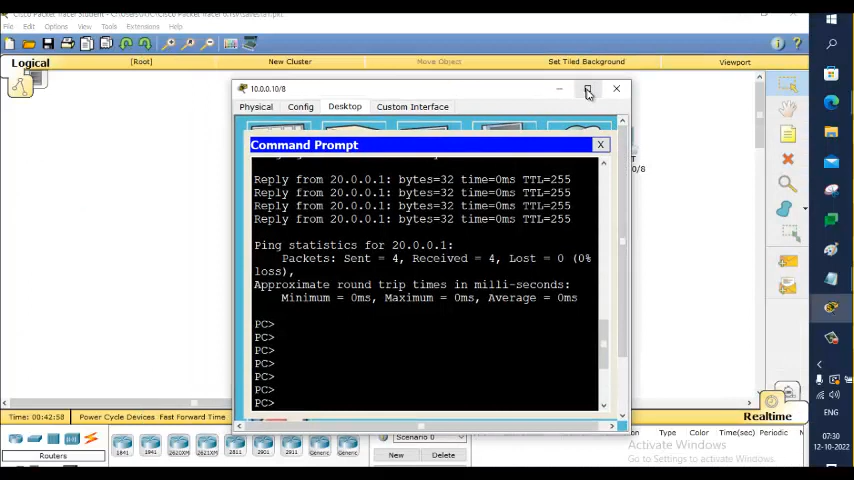 File Edit Options View Tools Extensions Help
Logical
[Root]
New Cluster
Move Object
Set Tiled Background
Viewport
10.0.0.10/8
Physical Config Desktop Custom Interface
Command Prompt X
Reply from 20.0.0.1: bytes=32 time=0ms TTL=255
Reply from 20.0.0.1: bytes=32 time=0ms TTL=255
Reply from 20.0.0.1: bytes=32 time=0ms TTL=255
Reply from 20.0.0.1: bytes=32 time=0ms TTL=255
Ping statistics for 20.0.0.1:
Packets: Sent = 4, Received = 4, Lost = 0 (0%
loss),
Approximate round trip times in milli-seconds:
Minimum = 0ms, Maximum = 0ms, Average = 0ms
PC>
PC>
PC>
PC>
PC>
PC>
PC>
Time: 00:42:58 Power Cycle Devices Fast Forward Time
Realtime
Routers
1841 1941 2620XM 2621XM 2811 2901 2911 Generic Generic
Scenario 0
New Delete
Time(sec) Periodic
Activate Windows
Go to Settings to activate Windows.
ENG
07:30
12-10-2022